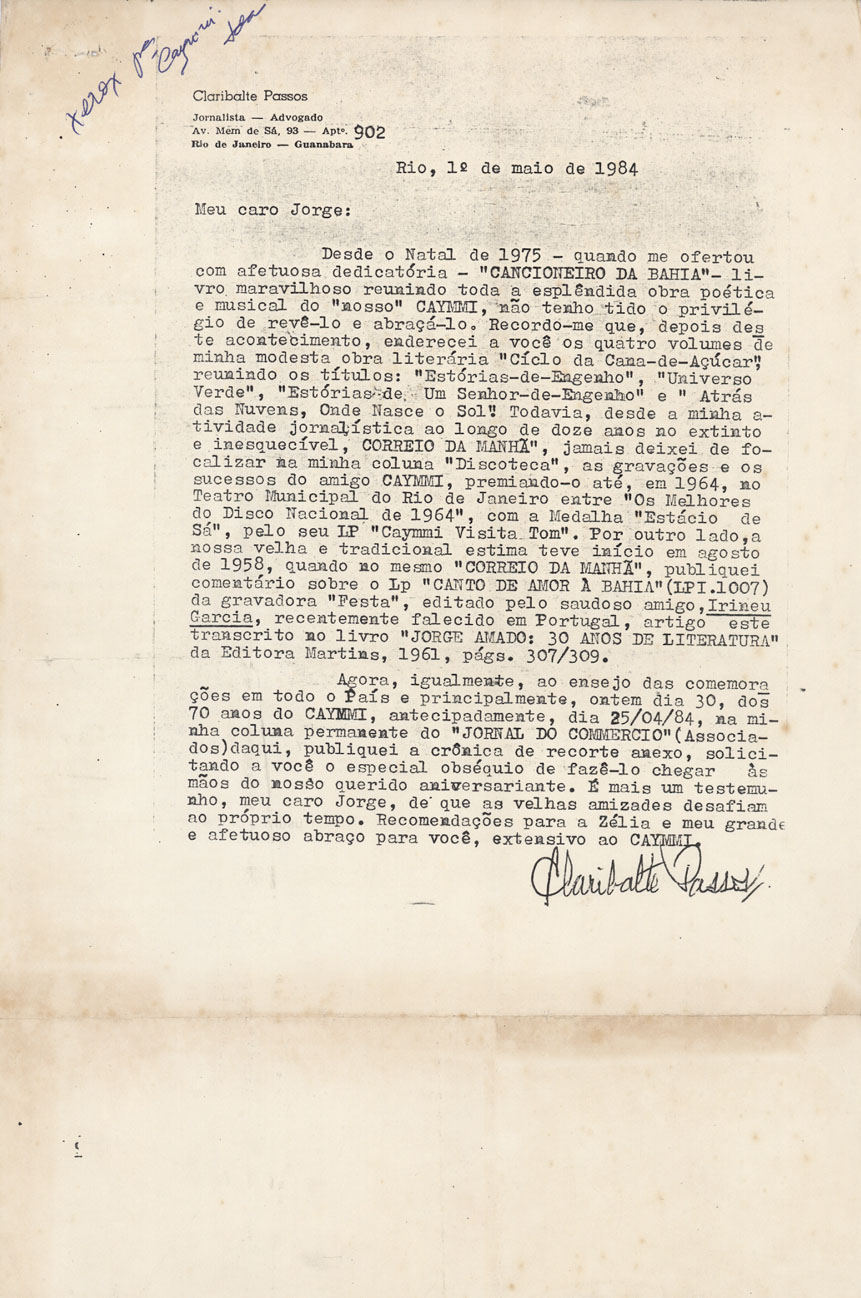 xerox
Claribalte Passos
Jornalista — Advogado
Av. Mem de Sá, 93 — Aptº. 902
Rio de Janeiro — Guanabara
Rio, 1º de maio de 1984
Meu caro Jorge:
Desde o Natal de 1975 - quando me ofertou
com afetuosa dedicatória - "CANCIONEIRO DA BAHIA"- li-
vro maravilhoso reunindo toda a esplêndida obra poética
e musical do "nosso" CAYMMI, não tenho tido o privilé-
gio de revê-lo e abraçá-lo. Recordo-me que, depois des
te acontecimento, enderecei a você os quatro volumes de
minha modesta obra literária "Cíclo da Cana-de-Açúcar",
reunindo os títulos: "Estórias-de-Engenho", "Universo
Verde", "Estórias-de- Um Senhor-de-Engenho" e " Atrás
das Nuvens, Onde Nasce o Sol". Todavia, desde a minha a-
tividade jornalística ao longo de doze anos no extinto
e inesquecível, CORREIO DA MANHÃ", jamais deixei de fo-
calizar na minha coluna "Discoteca", as gravações e os
sucessos do amigo CAYMMI, premiando-o até, em 1964, no
Teatro Municipal do Rio de Janeiro entre "Os Melhores
do Disco Nacional de 1964", com a Medalha "Estácio de
Sá", pelo seu LP "Caymmi Visita Tom". Por outro lado,a
nossa velha e tradicional estima teve início em agosto
de 1958, quando no mesmo "CORREIO DA MANHÃ", publiquei
comentário sobre o Lp "CANTO DE AMOR À BAHIA"(LPI.1007)
da gravadora "Festa", editado pelo saudoso amigo,Irineu
Garcia, recentemente falecido em Portugal, artigo este
transcrito no livro "JORGE AMADO: 30 ANOS DE LITERATURA"
da Editora Martins, 1961, págs. 307/309.
Agora, igualmente, ao ensejo das comemora
ções em todo o País e principalmente, ontem dia 30, dos
70 anos do CAYMMI, antecipadamente, dia 25/04/84, na mi-
nha coluna permanente do "JORNAL DO COMMERCIO"(Associa-
dos)daqui, publiquei a crônica de recorte anexo, solici-
tando a você o especial obséquio de fazê-lo chegar às
mãos do nosso querido aniversariante. É mais um testemu-
nho, meu caro Jorge, de que as velhas amizades desafiam
ao próprio tempo. Recomendações para a Zélia e meu grande
e afetuoso abraço para você, extensivo ao CAYMMI.
Claribalte Passos